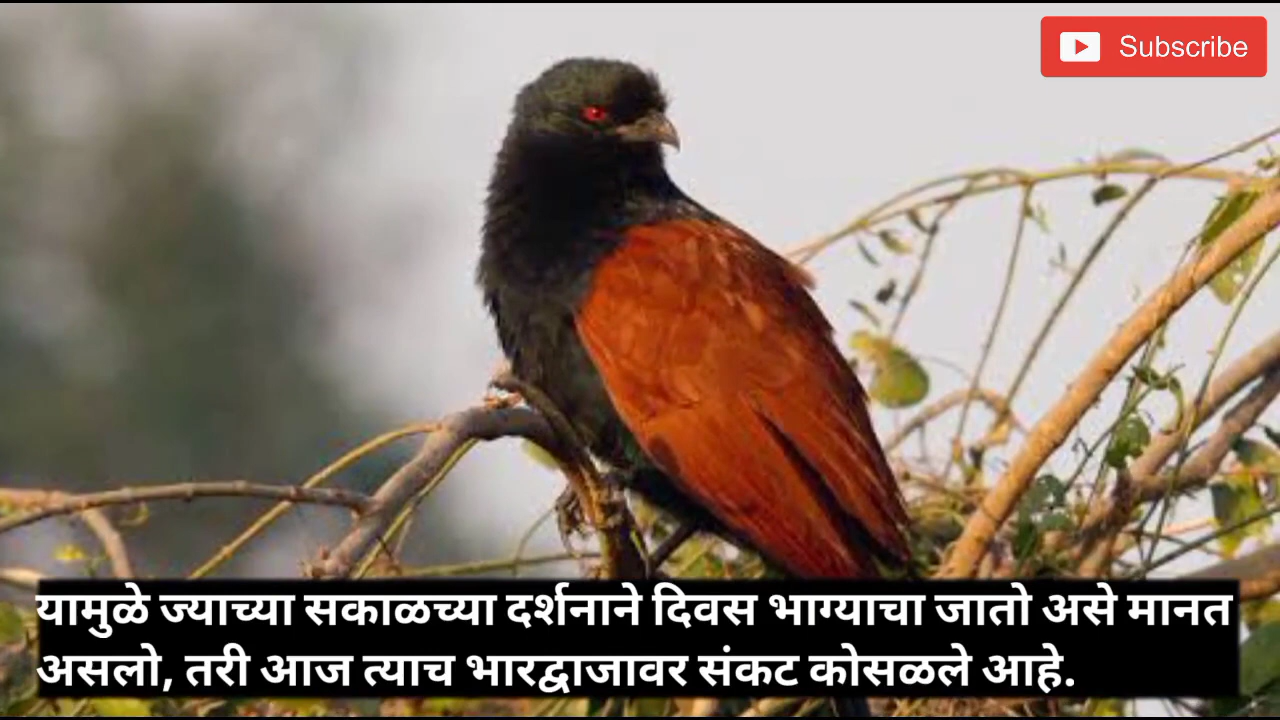 Subscribe
यामुळे ज्याच्या सकाळच्या दर्शनाने दिवस भाग्याचा जातो असे मानत
असलो, तरी आज त्याच भारद्वाजावर संकट कोसळले आहे.